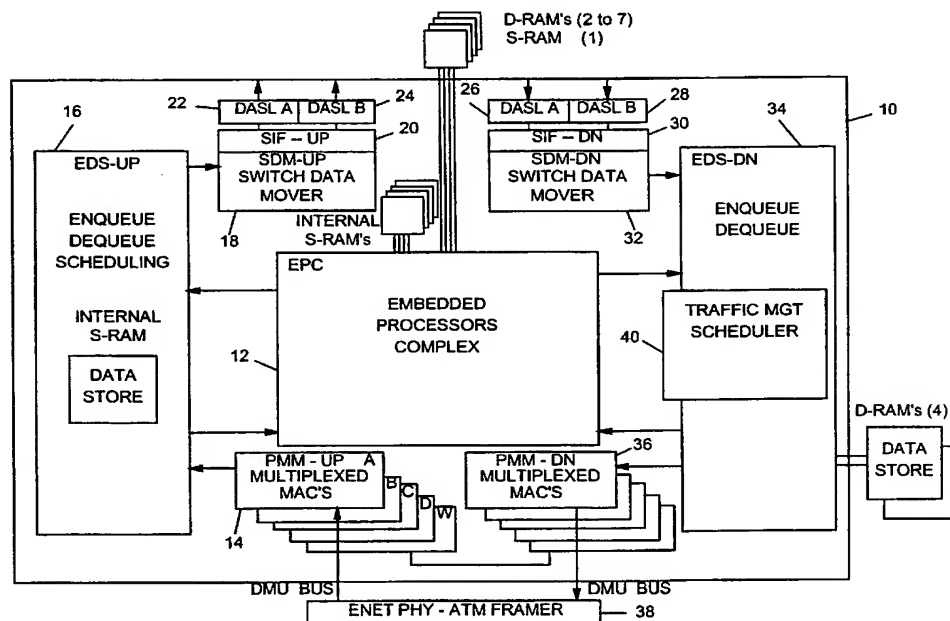 D-RAM's (2 to 7)
S-RAM (1)
22
DASL A
DASL B
24
26
DASL A
DASL B
28
34
10
16
20
30
SIF – UP
SIF – DN
EDS-UP
SDM-UP
SWITCH DATA
MOVER
SDM-DN
SWITCH DATA
MOVER
EDS-DN
ENQUEUE
DEQUEUE
SCHEDULING
18
INTERNAL
S-RAM's
32
ENQUEUE
DEQUEUE
EPC
EMBEDDED
PROCESSORS
COMPLEX
12
INTERNAL
S-RAM
DATA
STORE
TRAFFIC MGT
SCHEDULER
40
D-RAM's (4)
DATA
STORE
PMM - UP A
MULTIPLEXED
MAC'S
B
C
D
W
14
PMM - DN
MULTIPLEXED
MAC'S
36
DMU BUS
DMU BUS
ENET PHY - ATM FRAMER
38